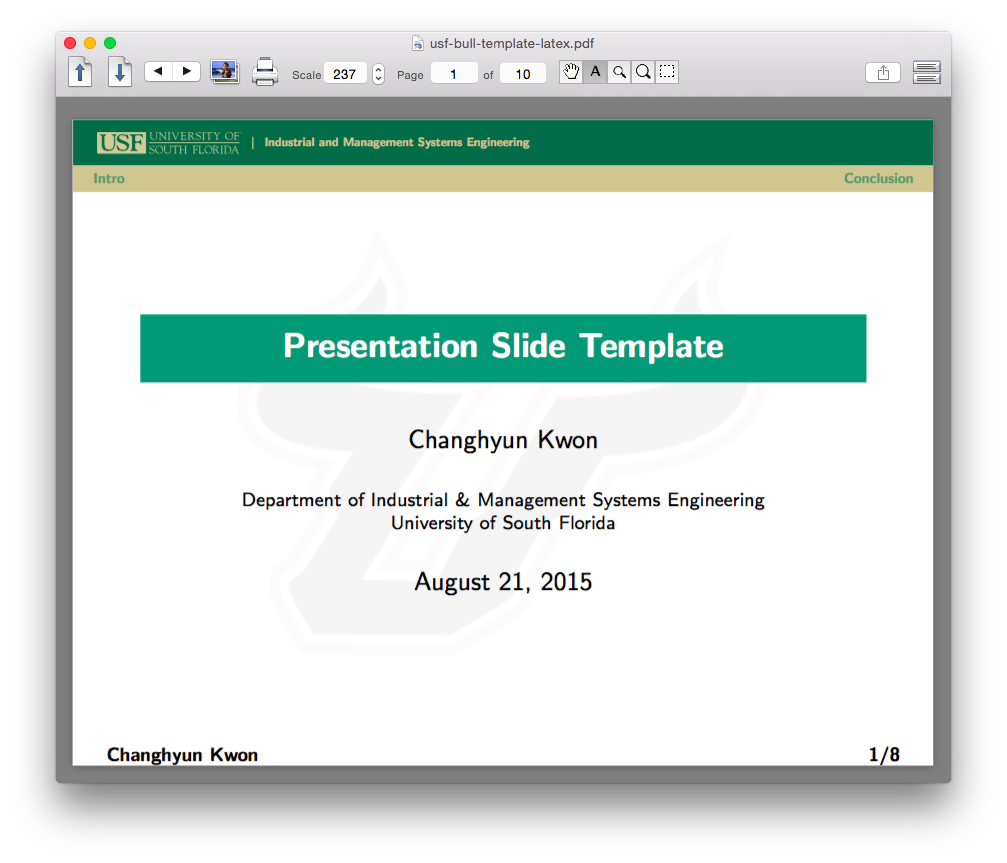 usf-bull-template-latex.pdf
Scale 237 Page 1 of 10 A
USF UNIVERSITY OF SOUTH FLORIDA | Industrial and Management Systems Engineering
Intro Conclusion
Presentation Slide Template
Changhyun Kwon
Department of Industrial & Management Systems Engineering
University of South Florida
August 21, 2015
Changhyun Kwon 1/8